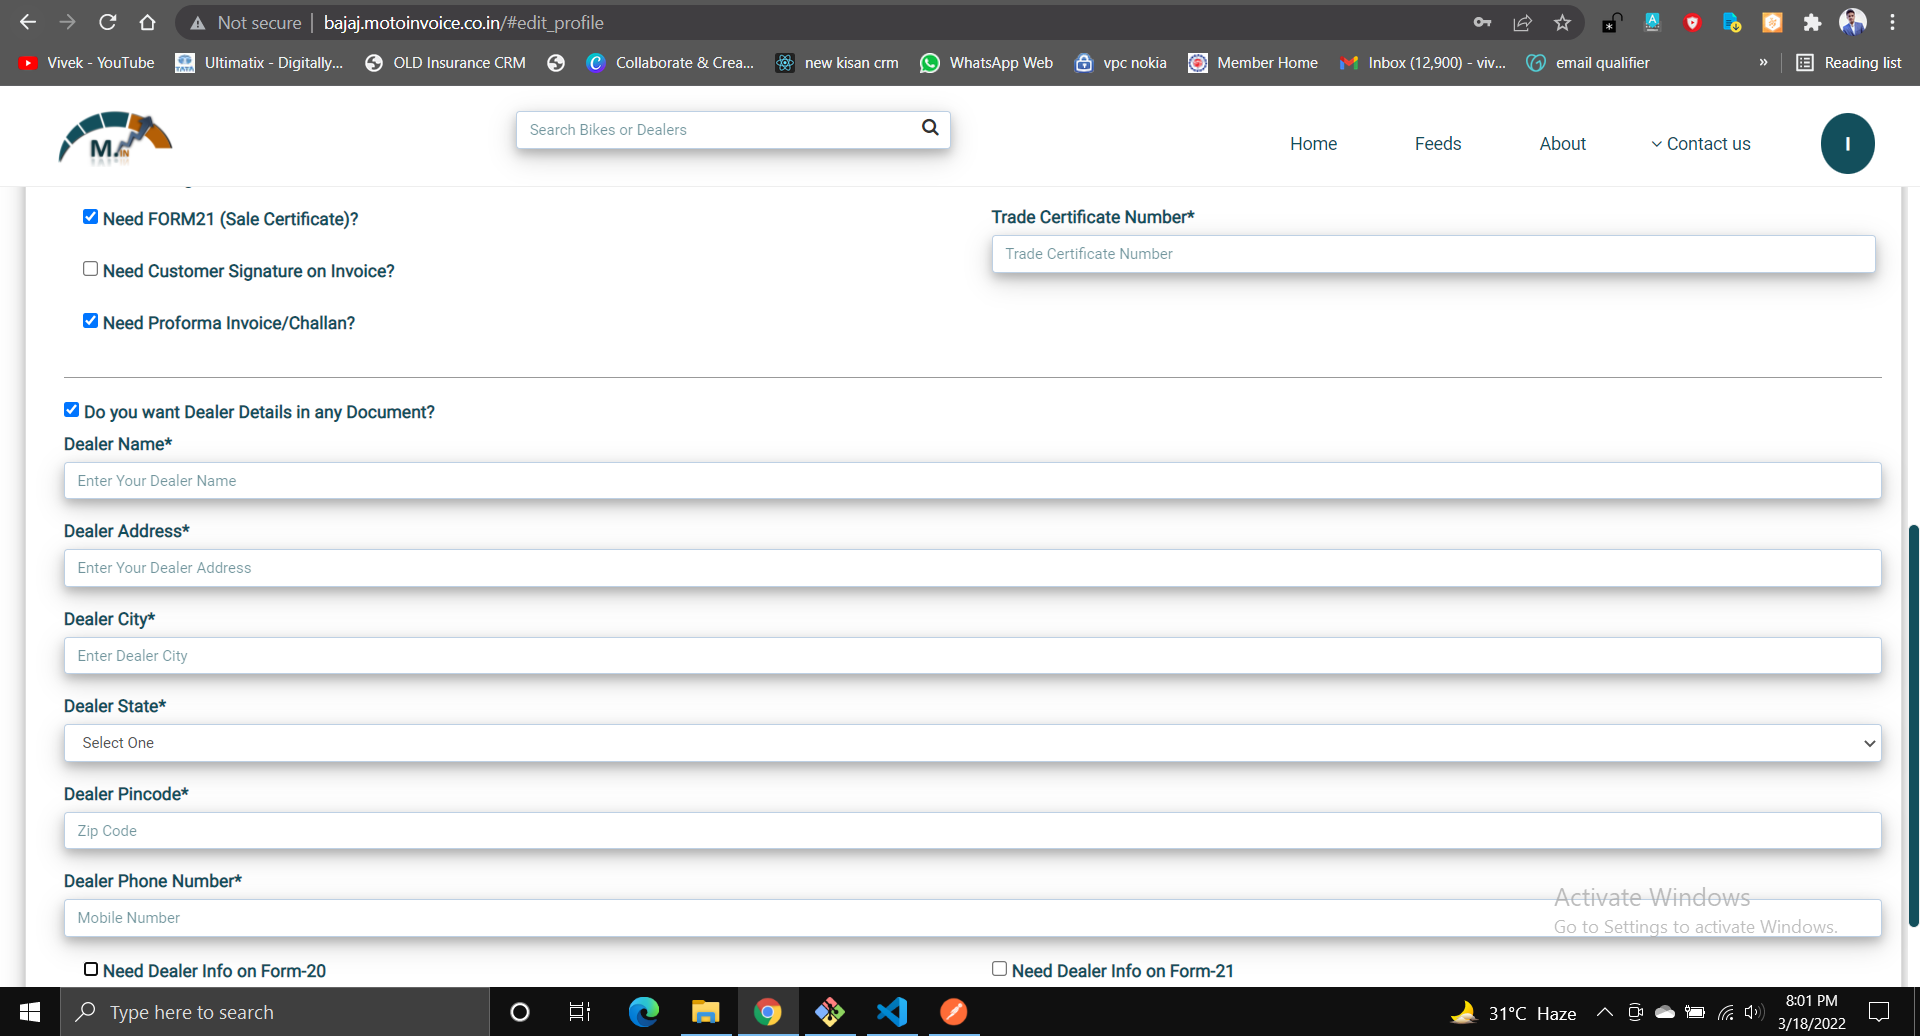 Not secure | bajaj.motoinvoice.co.in/#edit_profile
Vivek - YouTube
Ultimatix - Digitally...
OLD Insurance CRM
Collaborate & Crea...
new kisan crm
WhatsApp Web
vpc nokia
Member Home
Inbox (12,900) - viv...
email qualifier
»
Reading list
M.IN
Search Bikes or Dealers
Home
Feeds
About
Contact us
I
Need FORM21 (Sale Certificate)?
Trade Certificate Number*
Trade Certificate Number
Need Customer Signature on Invoice?
Need Proforma Invoice/Challan?
Do you want Dealer Details in any Document?
Dealer Name*
Enter Your Dealer Name
Dealer Address*
Enter Your Dealer Address
Dealer City*
Enter Dealer City
Dealer State*
Select One
Dealer Pincode*
Zip Code
Dealer Phone Number*
Mobile Number
Activate Windows
Go to Settings to activate Windows.
Need Dealer Info on Form-20
Need Dealer Info on Form-21
Type here to search
31°C Haze
8:01 PM
3/18/2022